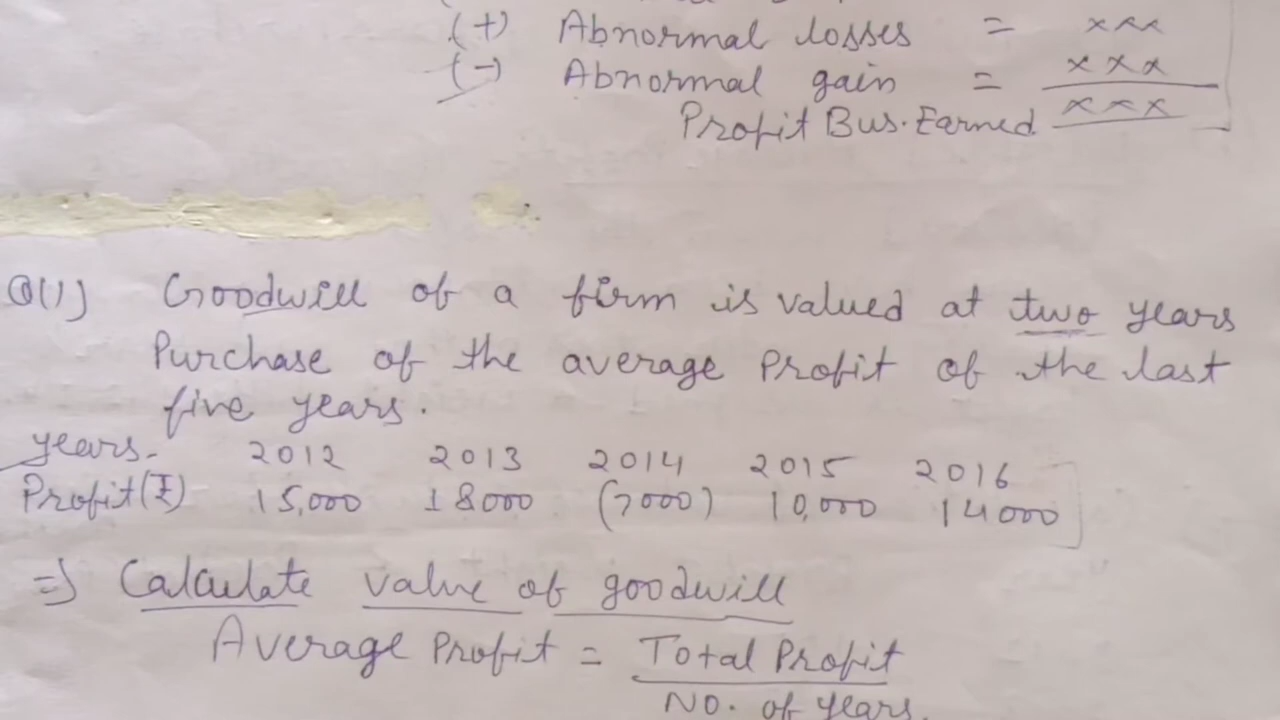 (+) Abnormal losses = xxx
(-) Abnormal gain = xxx
Profit Bus. Earned xxx
Q(1) Goodwill of a firm is valued at two years
Purchase of the average Profit of the last
five years.
years. 2012 2013 2014 2015 2016
Profit(₹) 15,000 18000 (7000) 10,000 14000
=> Calculate value of goodwill
Average Profit = Total Profit
No. of years.